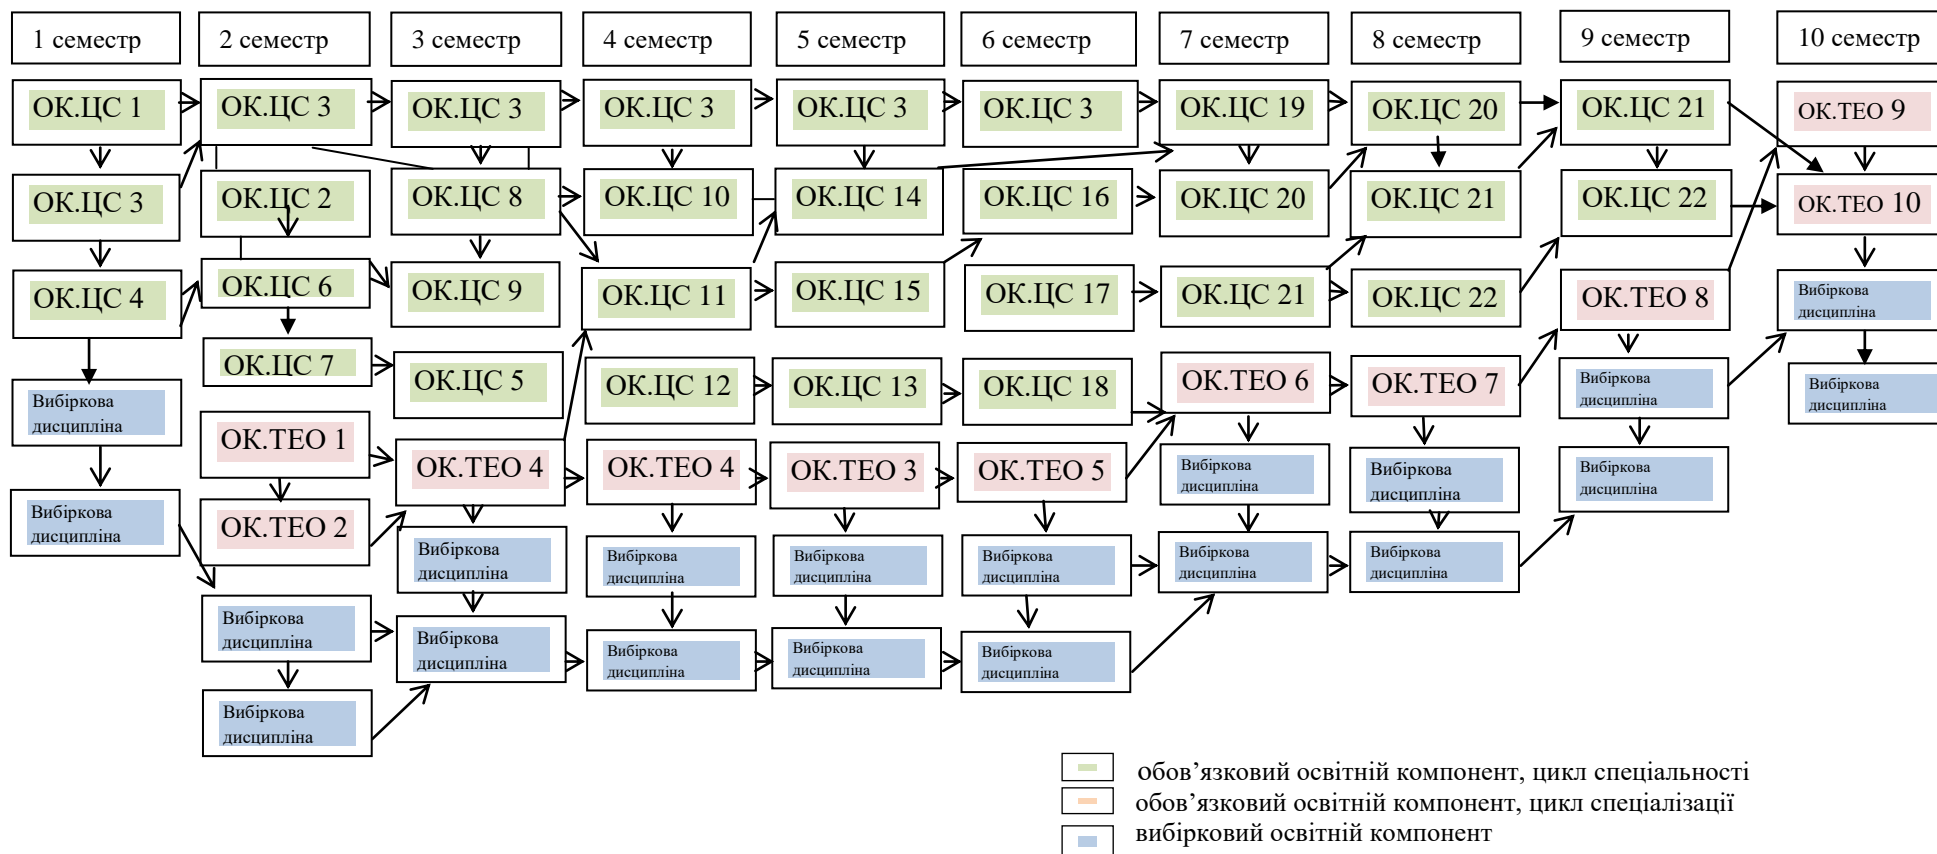 1 семестр
2 семестр
3 семестр
4 семестр
5 семестр
6 семестр
7 семестр
8 семестр
9 семестр
10 семестр
ОК.ЦС 1
ОК.ЦС 3
ОК.ЦС 3
ОК.ЦС 3
ОК.ЦС 3
ОК.ЦС 3
ОК.ЦС 19
ОК.ЦС 20
ОК.ЦС 21
ОК.ТЕО 9
ОК.ЦС 3
ОК.ЦС 2
ОК.ЦС 8
ОК.ЦС 10
ОК.ЦС 14
ОК.ЦС 16
ОК.ЦС 20
ОК.ЦС 21
ОК.ЦС 22
ОК.ТЕО 10
ОК.ЦС 4
ОК.ЦС 6
ОК.ЦС 9
ОК.ЦС 11
ОК.ЦС 15
ОК.ЦС 17
ОК.ЦС 21
ОК.ЦС 22
ОК.ТЕО 8
Вибіркова
дисципліна
ОК.ЦС 7
ОК.ЦС 5
ОК.ЦС 12
ОК.ЦС 13
ОК.ЦС 18
ОК.ТЕО 6
ОК.ТЕО 7
Вибіркова
дисципліна
Вибіркова
дисципліна
Вибіркова
дисципліна
ОК.ТЕО 1
ОК.ТЕО 4
ОК.ТЕО 4
ОК.ТЕО 3
ОК.ТЕО 5
Вибіркова
дисципліна
Вибіркова
дисципліна
Вибіркова
дисципліна
Вибіркова
дисципліна
ОК.ТЕО 2
Вибіркова
дисципліна
Вибіркова
дисципліна
Вибіркова
дисципліна
Вибіркова
дисципліна
Вибіркова
дисципліна
Вибіркова
дисципліна
Вибіркова
дисципліна
Вибіркова
дисципліна
Вибіркова
дисципліна
Вибіркова
дисципліна
Вибіркова
дисципліна
Вибіркова
дисципліна
обов’язковий освітній компонент, цикл спеціальності
обов’язковий освітній компонент, цикл спеціалізації
вибірковий освітній компонент